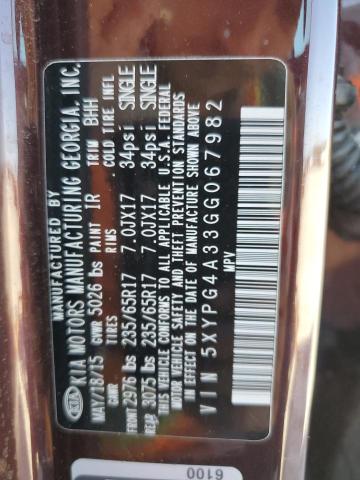 MANUFACTURED BY
KIA MOTORS MANUFACTURING GEORGIA, INC.
KIA
MAY/18/15 GVWR 5026 lbs PAINT IR TRIM BHH
GAWR TIRES RIMS COLD TIRE INFL
FRONT 2976 lbs 235/65R17 7.0JX17 34psi SINGLE
REAR 3075 lbs 235/65R17 7.0JX17 34psi SINGLE
THIS VEHICLE CONFORMS TO ALL APPLICABLE U.S.A. FEDERAL
MOTOR VEHICLE SAFETY AND THEFT PREVENTION STANDARDS
IN EFFECT ON THE DATE OF MANUFACTURE SHOWN ABOVE.
VIN 5XYPG4A33GG067982
MPV
6100